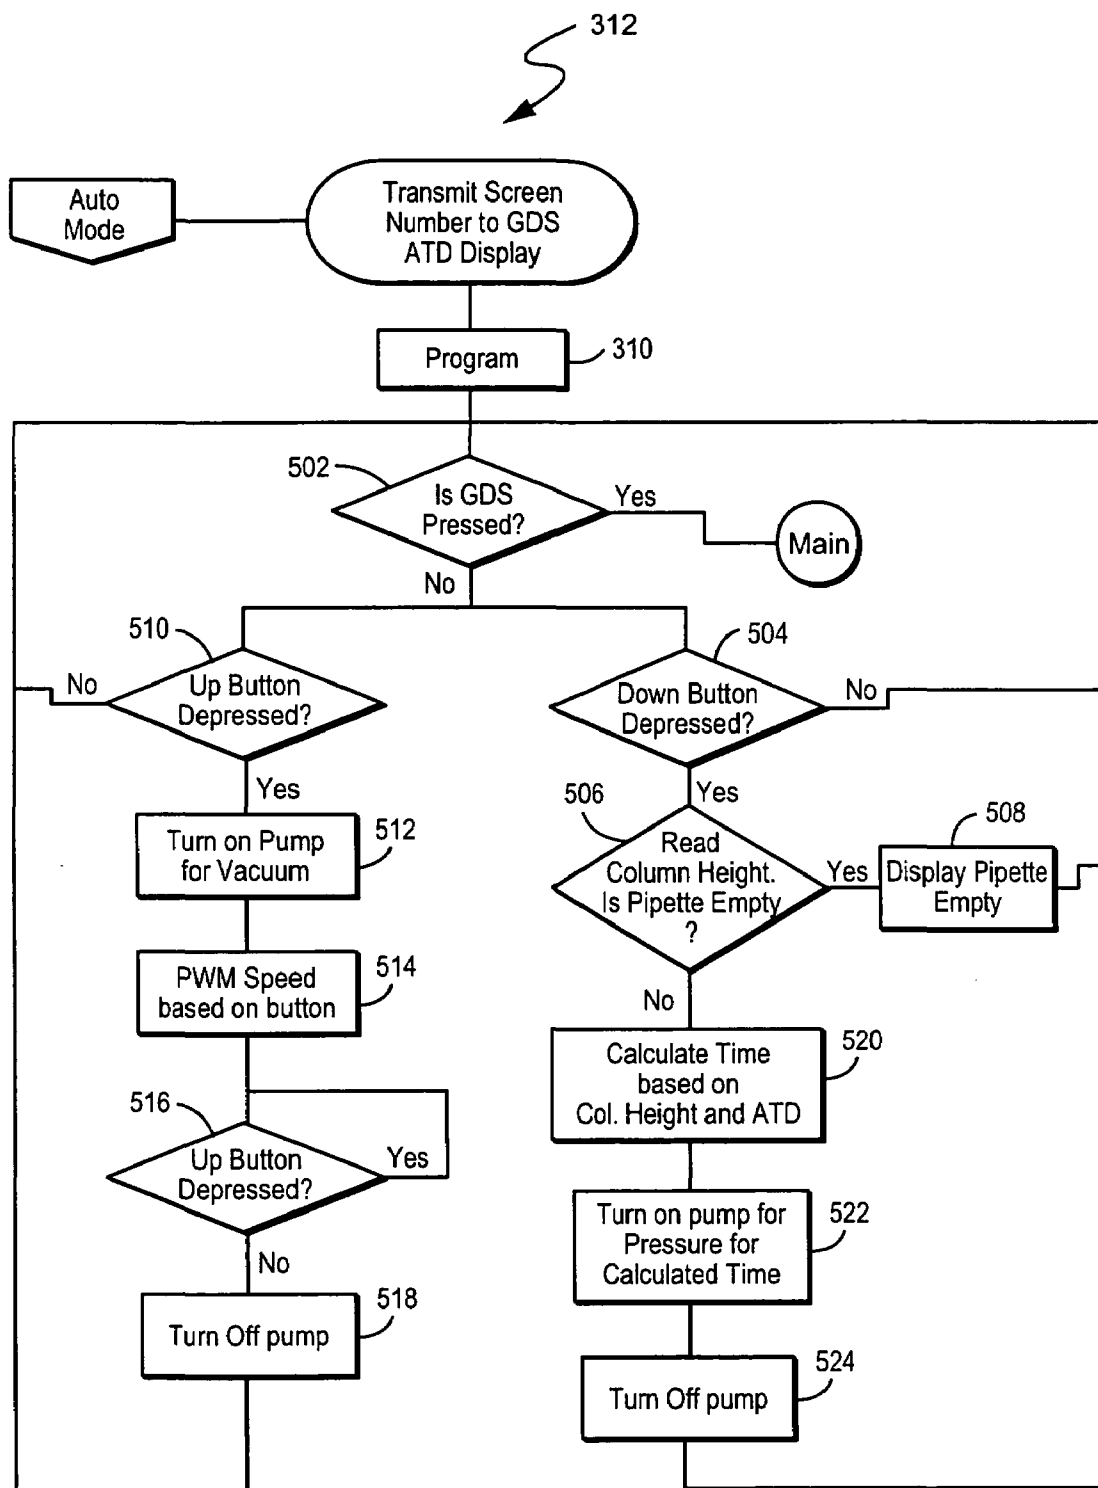 312
Auto
Mode
Transmit Screen
Number to GDS
ATD Display
Program
310
502
Is GDS
Pressed?
Yes
Main
No
510
Up Button
Depressed?
No
Yes
504
Down Button
Depressed?
No
Yes
Turn on Pump
for Vacuum
512
506
Read
Column Height.
Is Pipette Empty
?
Yes
508
Display Pipette
Empty
No
PWM Speed
based on button
514
Calculate Time
based on
Col. Height and ATD
520
516
Up Button
Depressed?
Yes
No
Turn on pump for
Pressure for
Calculated Time
522
Turn Off pump
518
Turn Off pump
524